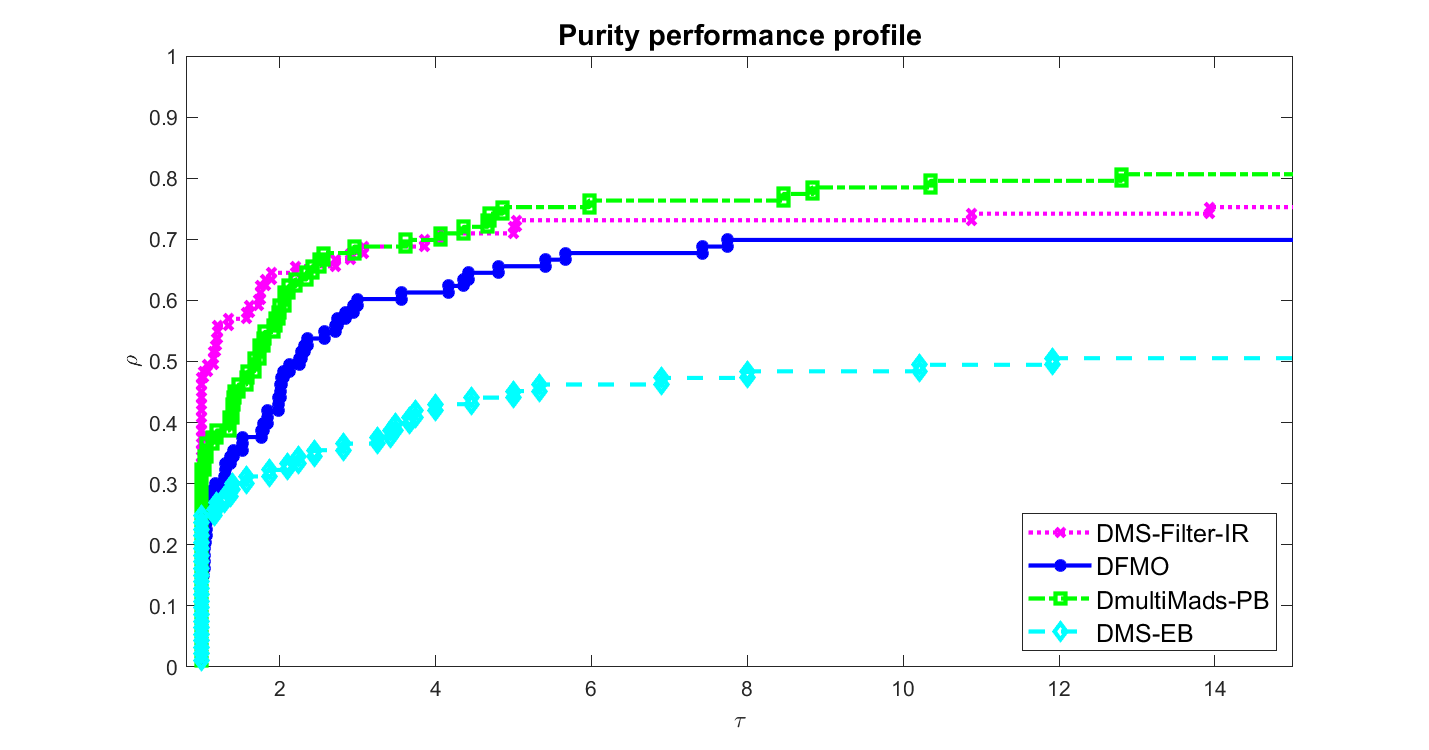 Purity performance profile
1
0.9
0.8
0.7
0.6
0.5
0.4
0.3
0.2
0.1
0
ρ
2 4 6 8 10 12 14
τ
DMS-Filter-IR
DFMO
DmultiMads-PB
DMS-EB